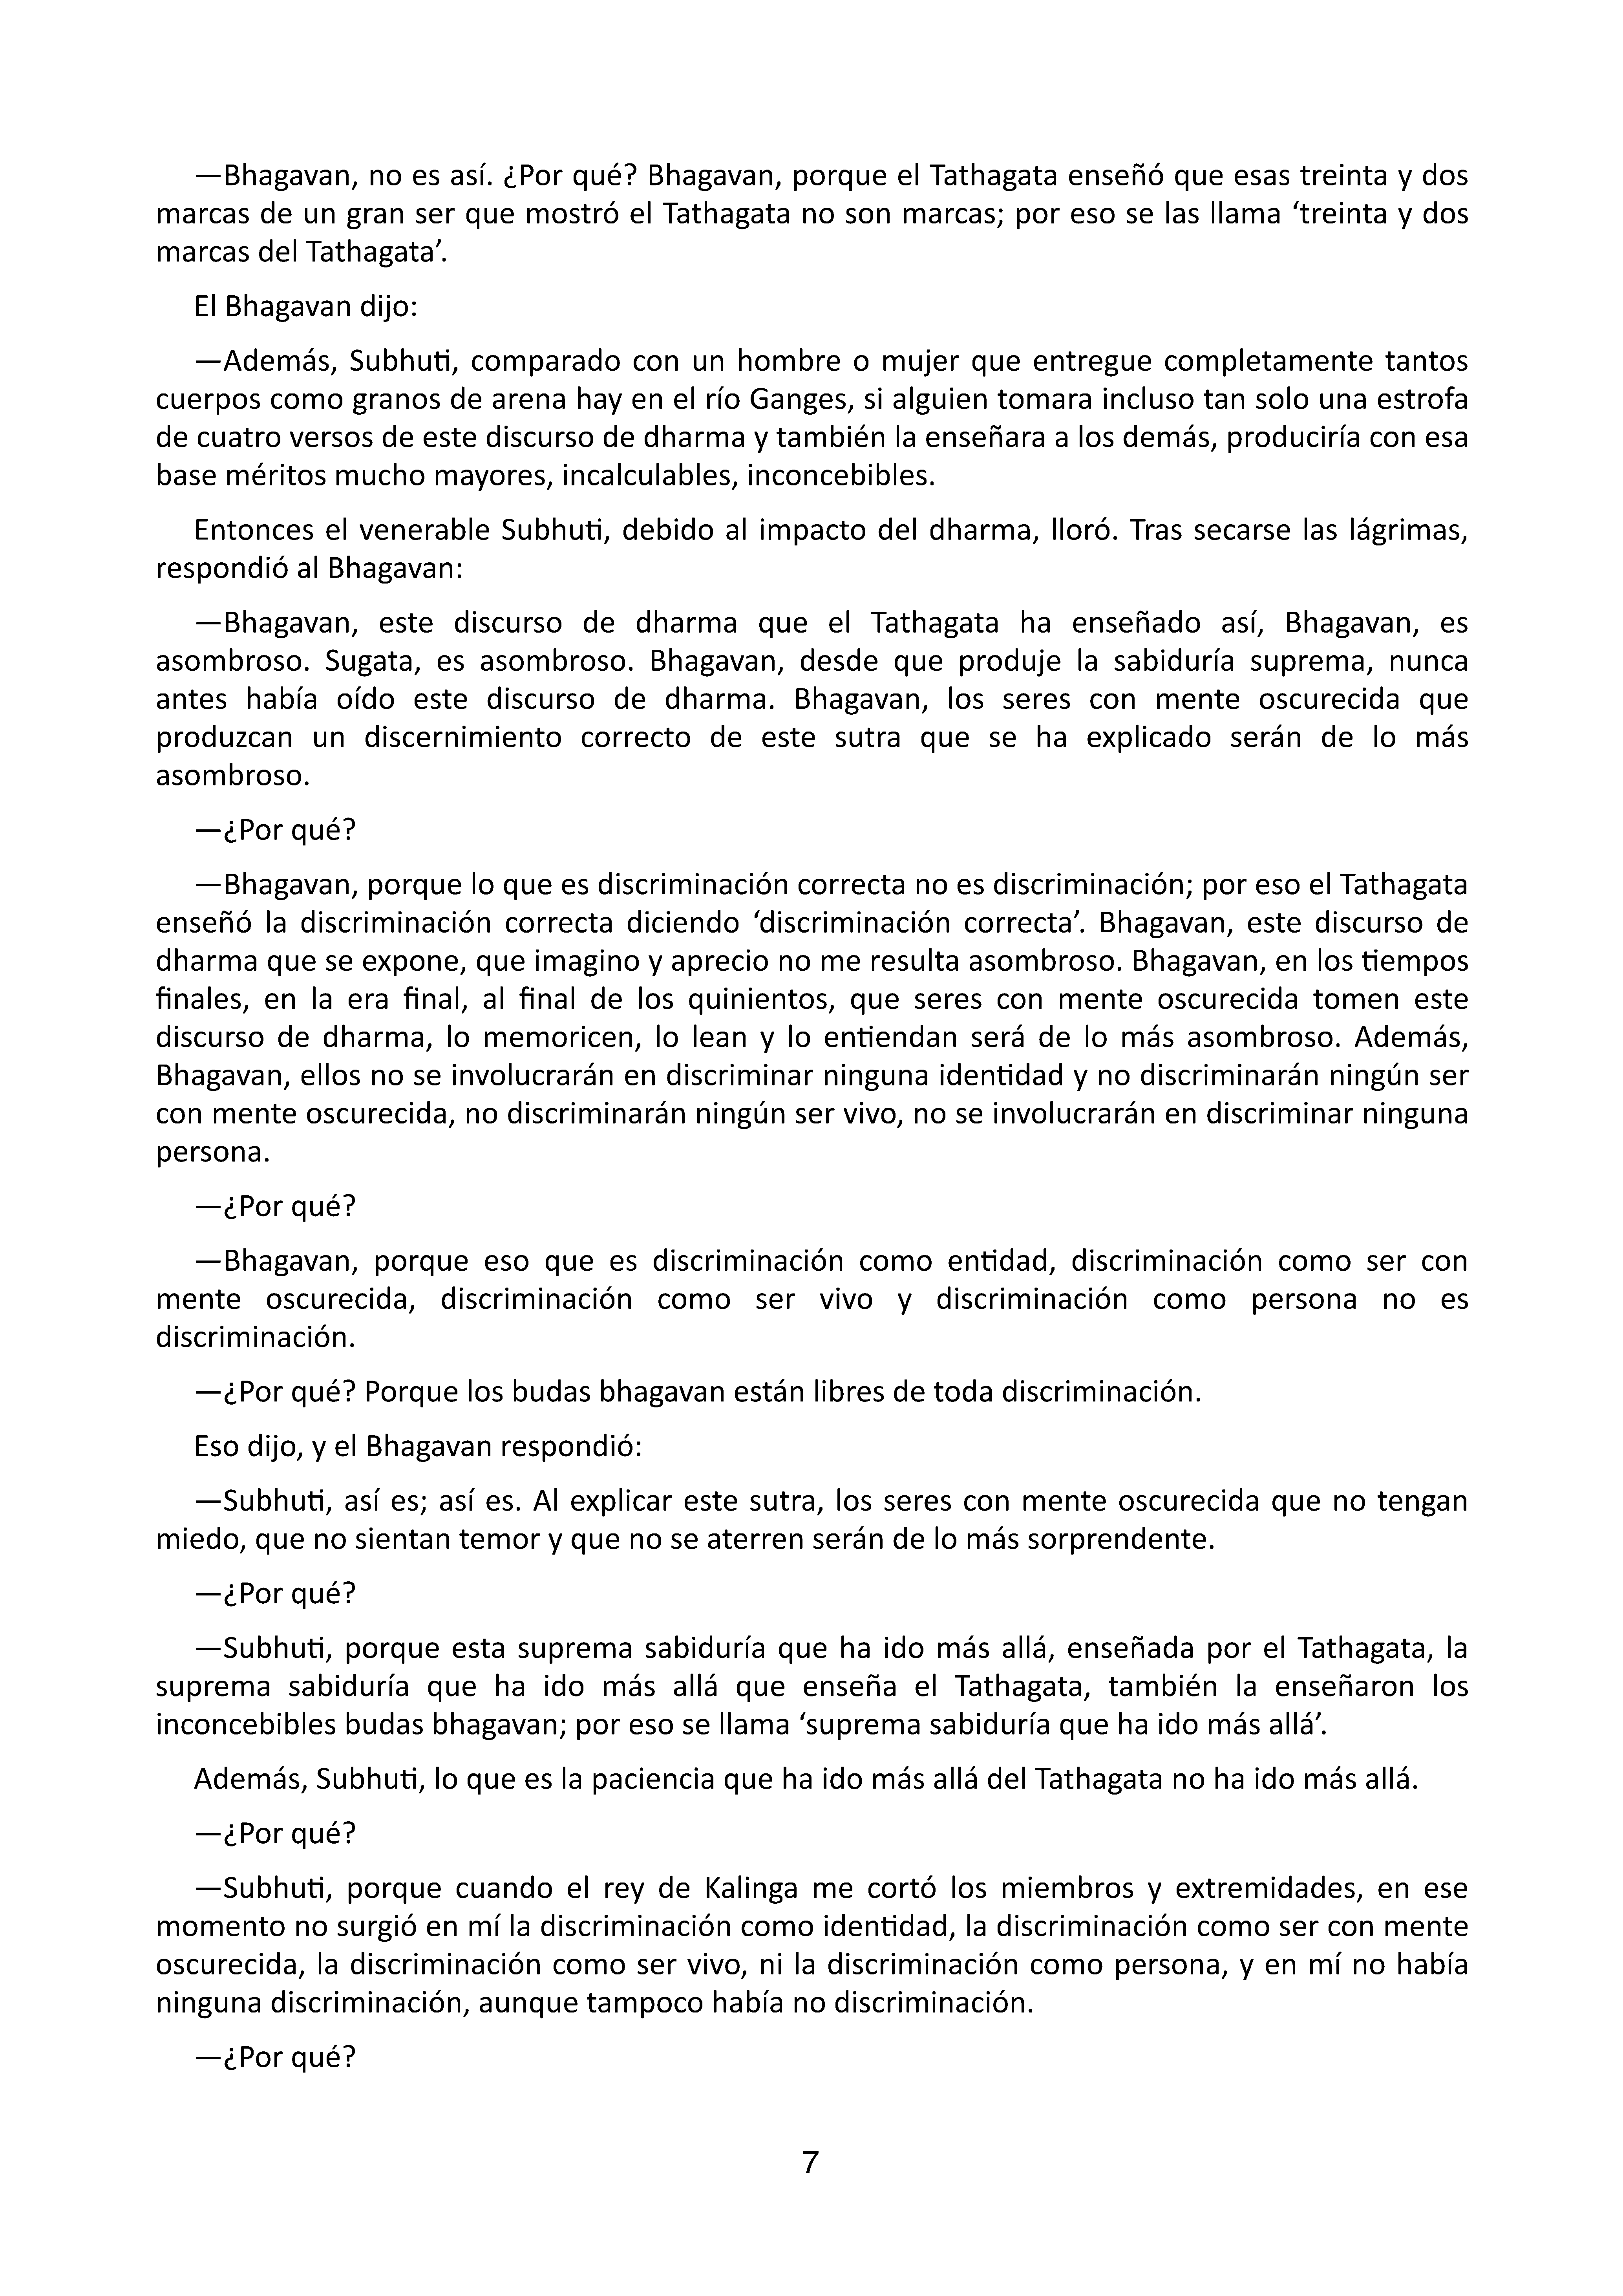 —Bhagavan, no es así. ¿Por qué? Bhagavan, porque el Tathagata enseñó que esas treinta y dos
marcas de un gran ser que mostró el Tathagata no son marcas; por eso se las llama ‘treinta y dos
marcas del Tathagata’.
El Bhagavan dijo:
—Además, Subhuti, comparado con un hombre o mujer que entregue completamente tantos
cuerpos como granos de arena hay en el río Ganges, si alguien tomara incluso tan solo una estrofa
de cuatro versos de este discurso de dharma y también la enseñara a los demás, produciría con esa
base méritos mucho mayores, incalculables, inconcebibles.
Entonces el venerable Subhuti, debido al impacto del dharma, lloró. Tras secarse las lágrimas,
respondió al Bhagavan:
—Bhagavan, este discurso de dharma que el Tathagata ha enseñado así, Bhagavan, es
asombroso. Sugata, es asombroso. Bhagavan, desde que produje la sabiduría suprema, nunca
antes había oído este discurso de dharma. Bhagavan, los seres con mente oscurecida que
produzcan un discernimiento correcto de este sutra que se ha explicado serán de lo más
asombroso.
—¿Por qué?
—Bhagavan, porque lo que es discriminación correcta no es discriminación; por eso el Tathagata
enseñó la discriminación correcta diciendo ‘discriminación correcta’. Bhagavan, este discurso de
dharma que se expone, que imagino y aprecio no me resulta asombroso. Bhagavan, en los tiempos
finales, en la era final, al final de los quinientos, que seres con mente oscurecida tomen este
discurso de dharma, lo memoricen, lo lean y lo entiendan será de lo más asombroso. Además,
Bhagavan, ellos no se involucrarán en discriminar ninguna identidad y no discriminarán ningún ser
con mente oscurecida, no discriminarán ningún ser vivo, no se involucrarán en discriminar ninguna
persona.
—¿Por qué?
—Bhagavan, porque eso que es discriminación como entidad, discriminación como ser con
mente oscurecida, discriminación como ser vivo y discriminación como persona no es
discriminación.
—¿Por qué? Porque los budas bhagavan están libres de toda discriminación.
Eso dijo, y el Bhagavan respondió:
—Subhuti, así es; así es. Al explicar este sutra, los seres con mente oscurecida que no tengan
miedo, que no sientan temor y que no se aterren serán de lo más sorprendente.
—¿Por qué?
—Subhuti, porque esta suprema sabiduría que ha ido más allá, enseñada por el Tathagata, la
suprema sabiduría que ha ido más allá que enseña el Tathagata, también la enseñaron los
inconcebibles budas bhagavan; por eso se llama ‘suprema sabiduría que ha ido más allá’.
Además, Subhuti, lo que es la paciencia que ha ido más allá del Tathagata no ha ido más allá.
—¿Por qué?
—Subhuti, porque cuando el rey de Kalinga me cortó los miembros y extremidades, en ese
momento no surgió en mí la discriminación como identidad, la discriminación como ser con mente
oscurecida, la discriminación como ser vivo, ni la discriminación como persona, y en mí no había
ninguna discriminación, aunque tampoco había no discriminación.
—¿Por qué?
7